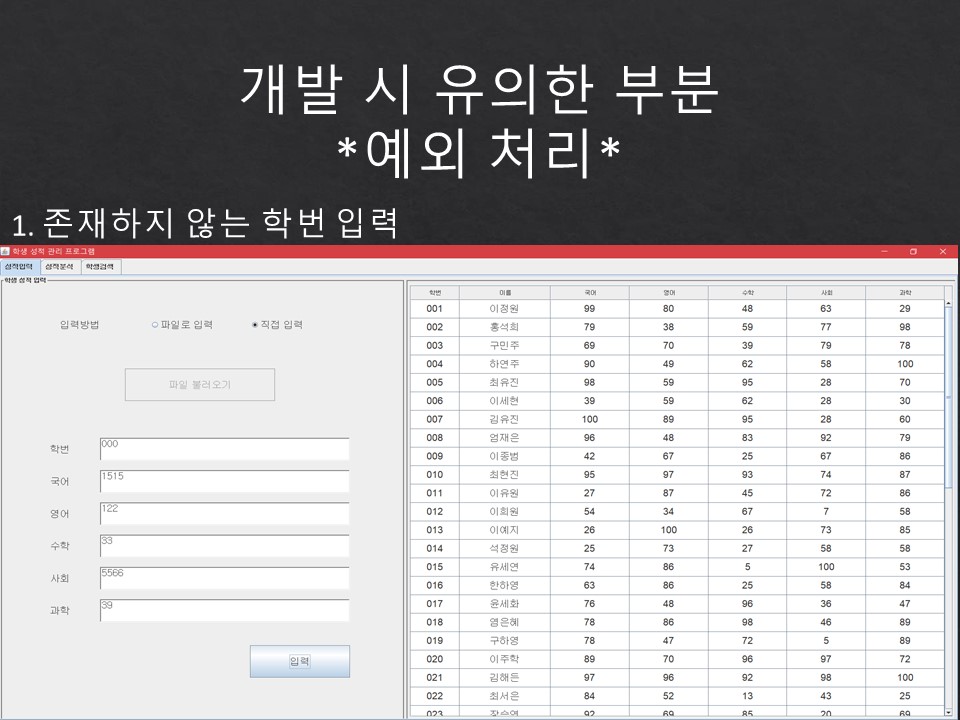 개발 시 유의한 부분
*예외 처리*
1. 존재하지 않는 학번 입력
학생 성적 관리 프로그램
성적입력 성적분석 학생검색
학생 성적 입력
입력방법 파일로 입력 직접 입력
파일 불러오기
학번 000
국어 1515
영어 122
수학 33
사회 5566
과학 39
입력
학번 이름 국어 영어 수학 사회 과학
001 이정원 99 80 48 63 29
002 홍석희 79 38 59 77 98
003 구민주 69 70 39 79 78
004 하연주 90 49 62 58 100
005 최유진 98 59 95 28 70
006 이세현 39 59 62 28 30
007 김유진 100 89 95 28 60
008 엄재은 96 48 83 92 79
009 이종범 42 67 25 67 86
010 최현진 95 97 93 74 87
011 이유원 27 87 45 72 86
012 이희원 54 34 67 7 58
013 이예지 26 100 26 73 85
014 석정원 25 73 27 58 58
015 유세연 74 86 5 100 53
016 한하영 63 86 25 58 84
017 윤세화 76 48 96 36 47
018 염은혜 78 86 98 46 89
019 구하영 78 47 72 5 89
020 이주학 89 70 96 97 72
021 김해든 97 96 92 98 100
022 최서은 84 52 13 43 25
023 92 69 85 20 69